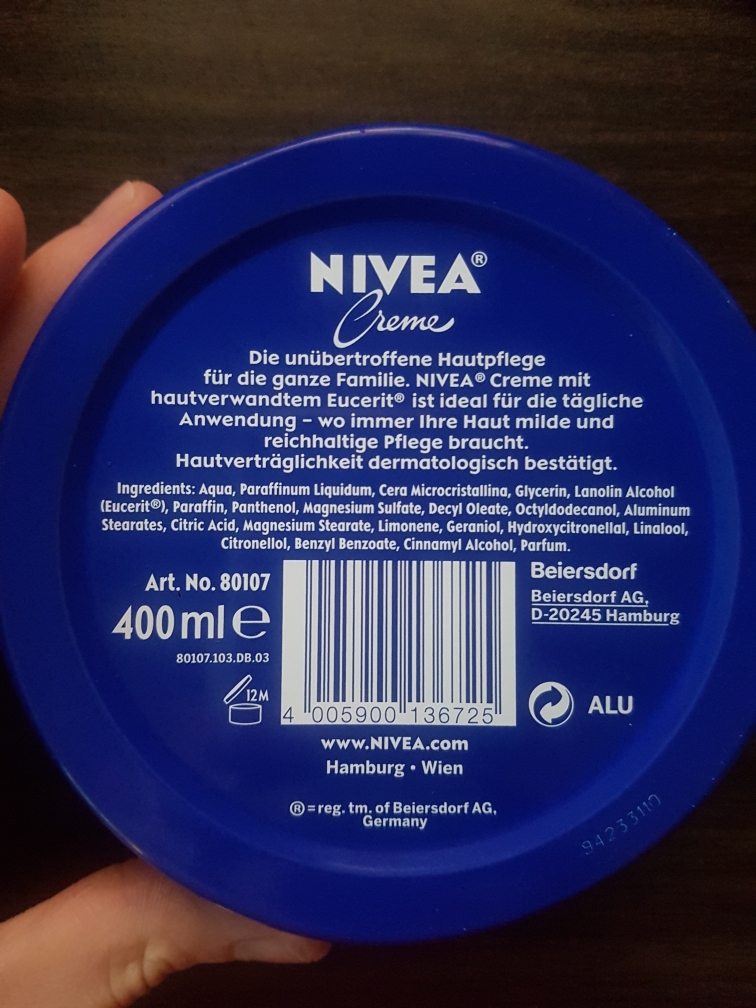 NIVEA®
Creme
Die unübertroffene Hautpflege
für die ganze Familie. NIVEA® Creme mit
hautverwandtem Eucerit® ist ideal für die tägliche
Anwendung – wo immer Ihre Haut milde und
reichhaltige Pflege braucht.
Hautverträglichkeit dermatologisch bestätigt.
Ingredients: Aqua, Paraffinum Liquidum, Cera Microcristallina, Glycerin, Lanolin Alcohol
(Eucerit®), Paraffin, Panthenol, Magnesium Sulfate, Decyl Oleate, Octyldodecanol, Aluminum
Stearates, Citric Acid, Magnesium Stearate, Limonene, Geraniol, Hydroxycitronellal, Linalool,
Citronellol, Benzyl Benzoate, Cinnamyl Alcohol, Parfum.
Art. No. 80107
400 ml e
80107.103.DB.03
12M
4 005900 136725
Beiersdorf
Beiersdorf AG,
D-20245 Hamburg
ALU
www.NIVEA.com
Hamburg • Wien
® = reg. tm. of Beiersdorf AG,
Germany
94233110